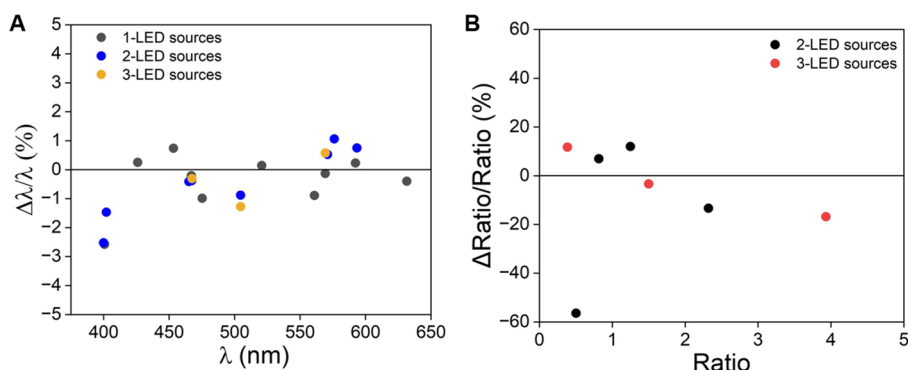 A
1-LED sources
2-LED sources
3-LED sources
5
4
3
2
1
0
-1
-2
-3
-4
-5
Δλ/λ (%)
400
450
500
550
600
650
λ (nm)
B
2-LED sources
3-LED sources
60
40
20
0
-20
-40
-60
ΔRatio/Ratio (%)
0
1
2
3
4
5
Ratio